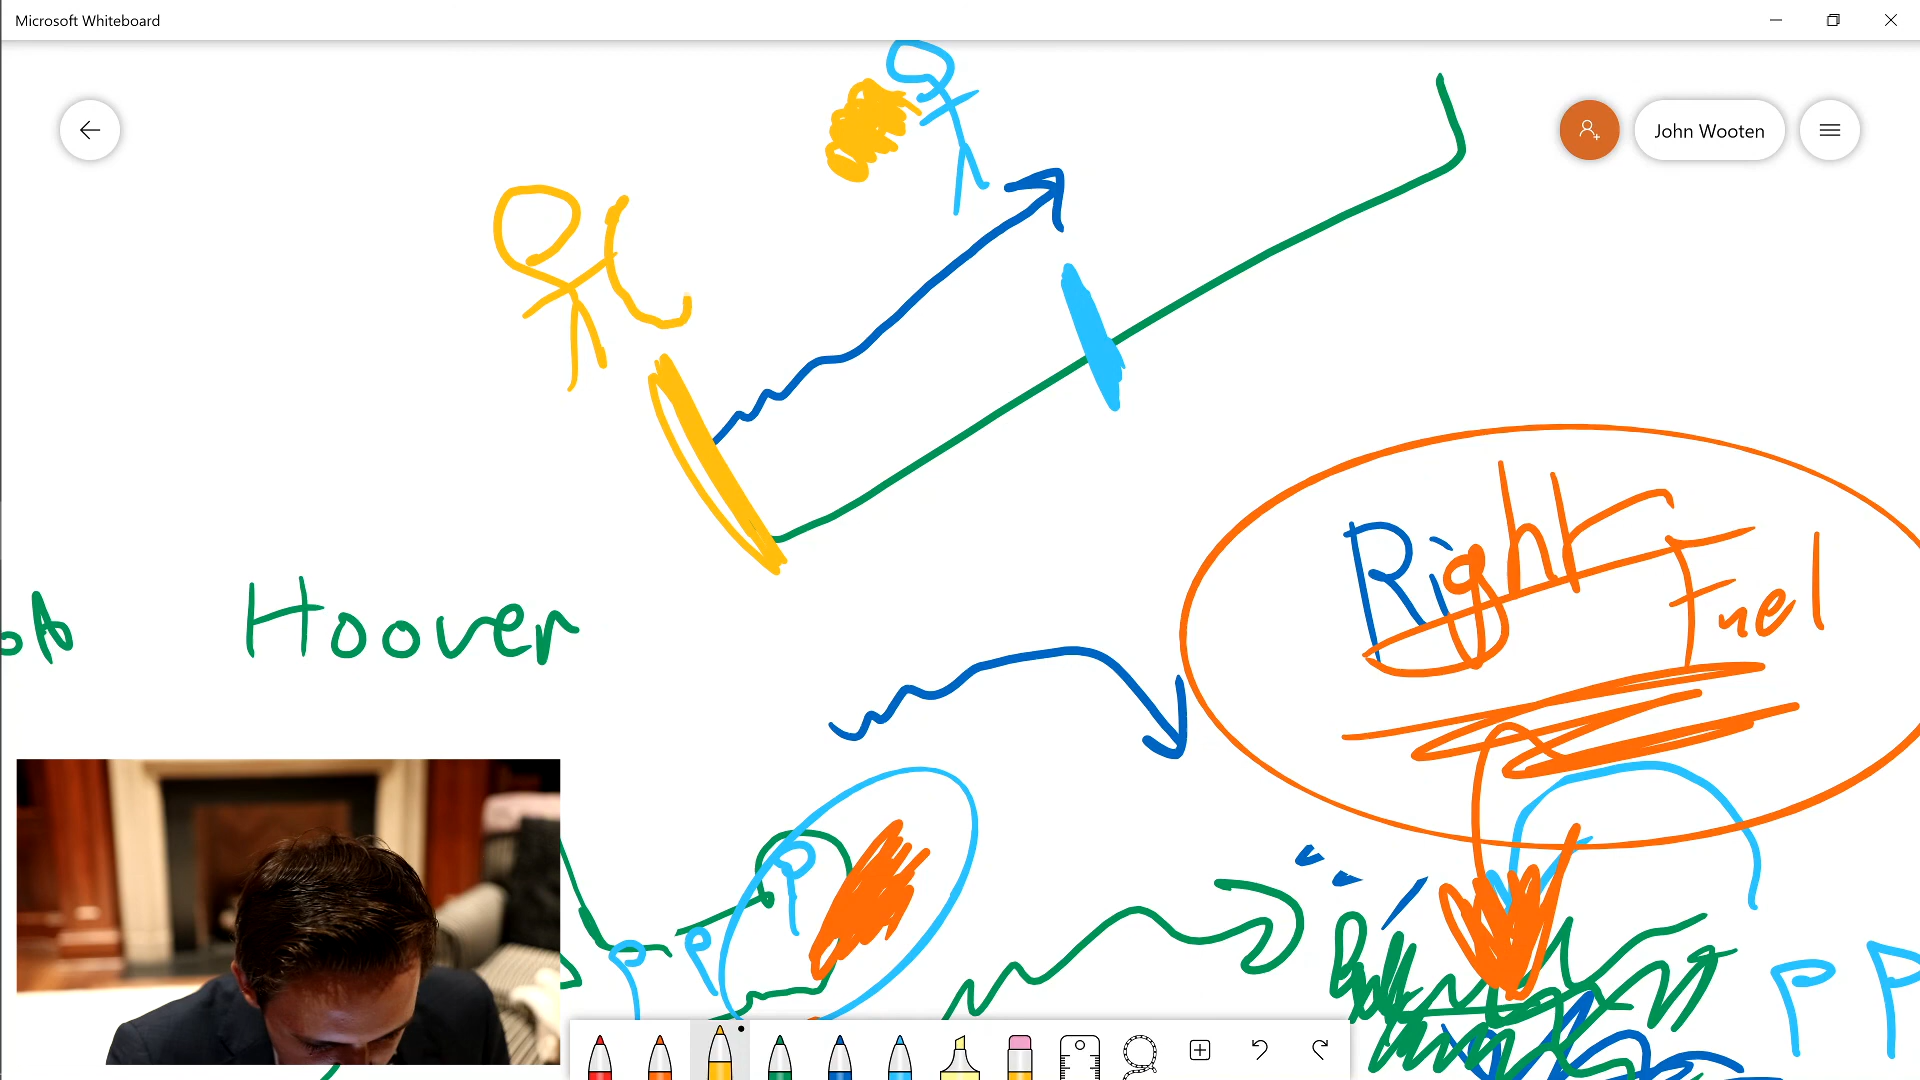 Microsoft Whiteboard
John Wooten
Right
Fuel
Hoover
P
P P
P P